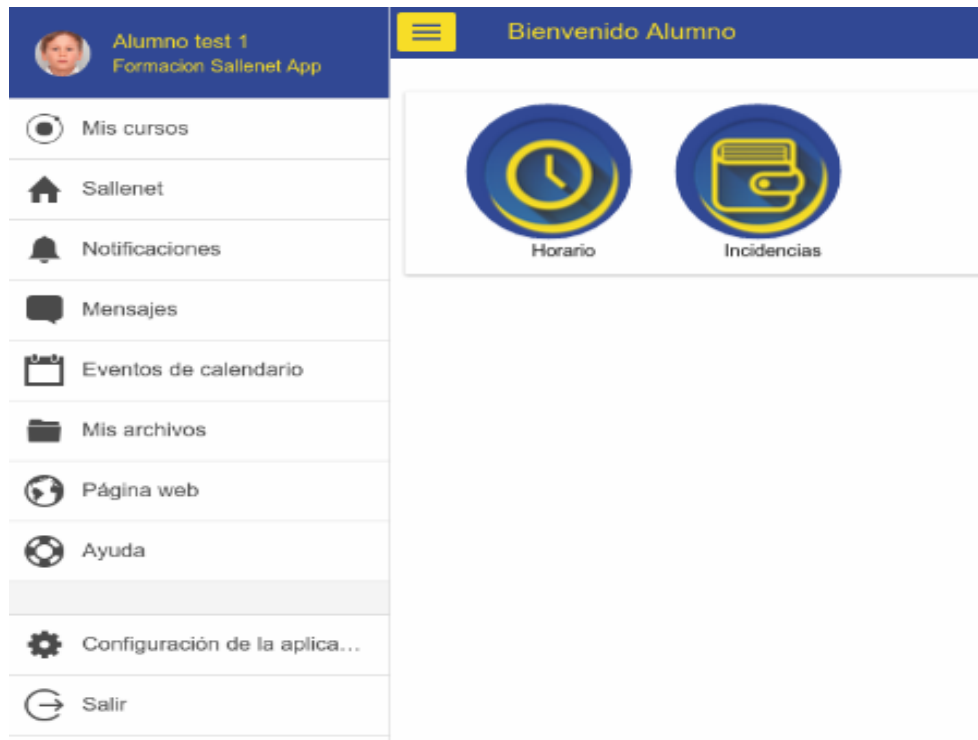 Alumno test 1
Formacion Sallenet App
Mis cursos
Sallenet
Notificaciones
Mensajes
Eventos de calendario
Mis archivos
Página web
Ayuda
Configuración de la aplica...
Salir
Bienvenido Alumno
Horario
Incidencias